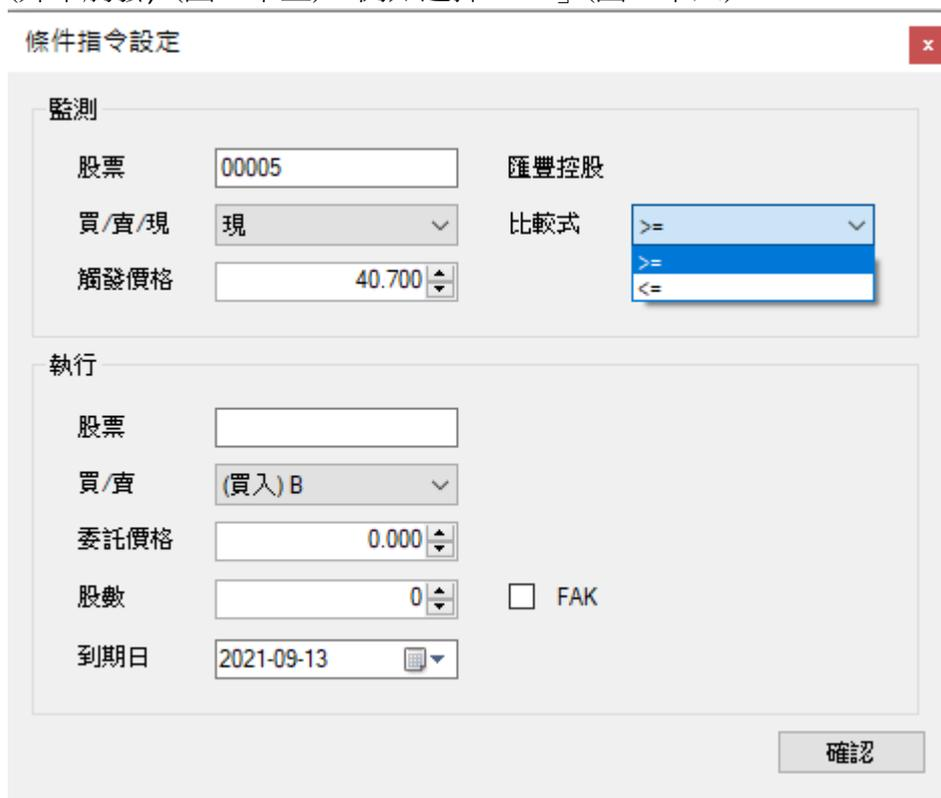 條件指令設定
x
監測
股票 00005 匯豐控股
買/賣/現 現 比較式 >=
>=
觸發價格 40.700 <=
執行
股票
買/賣 (買入) B
委託價格 0.000
股數 0 FAK
到期日 2021-09-13
確認